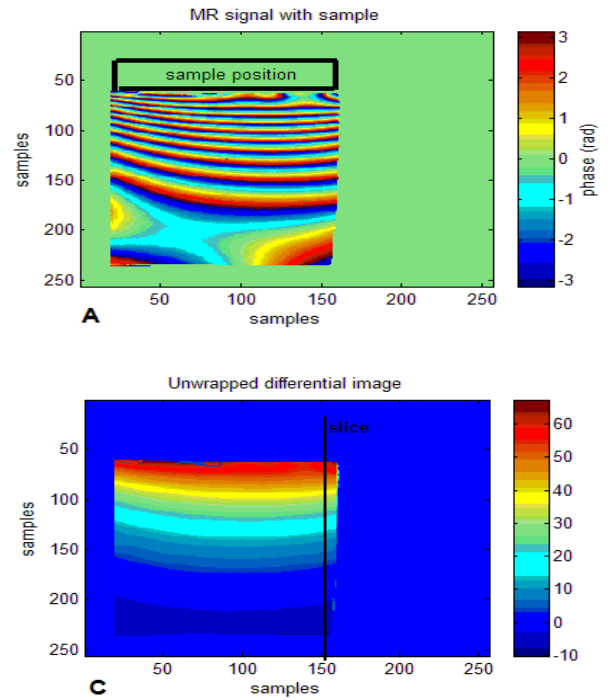 MR signal with sample
sample position
samples
0
50
100
150
200
250
50 100 150 200 250
samples
A
3
2
1
0
-1
-2
-3
phase (rad)
Unwrapped differential image
slice
samples
0
50
100
150
200
250
50 100 150 200 250
samples
C
60
50
40
30
20
10
0
-10